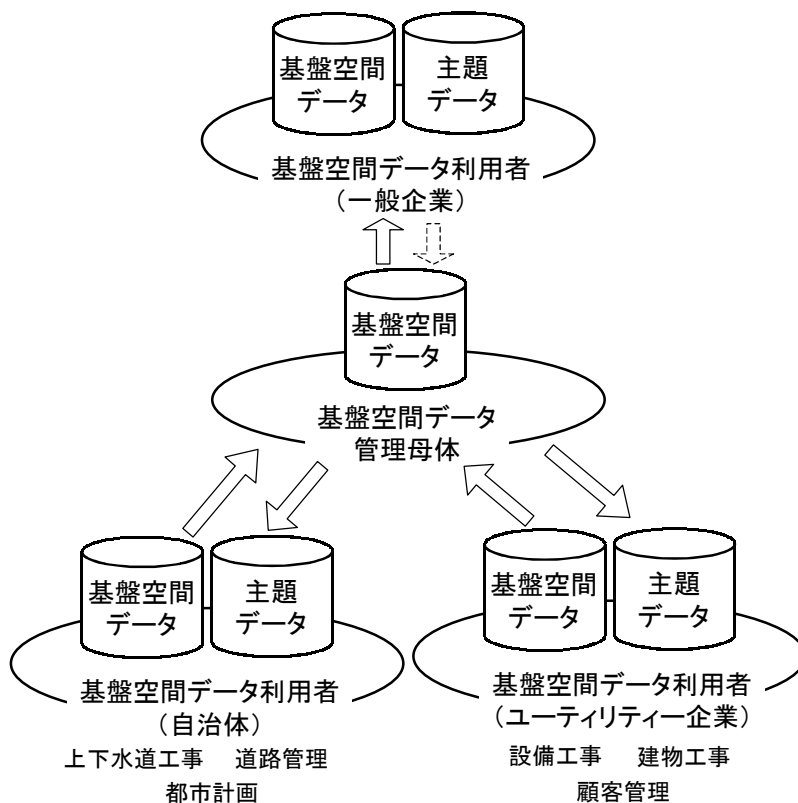 基盤空間
データ
主題
データ
基盤空間データ利用者
（一般企業）
基盤空間
データ
基盤空間データ
管理母体
基盤空間
データ
主題
データ
基盤空間データ利用者
（自治体）
上下水道工事 道路管理
都市計画
基盤空間
データ
主題
データ
基盤空間データ利用者
（ユーティリティー企業）
設備工事 建物工事
顧客管理